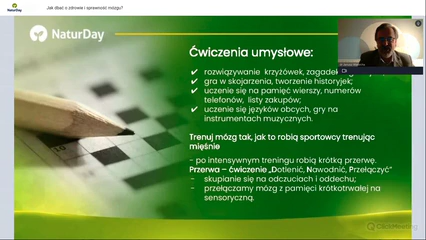 NaturDay
Jak dbać o zdrowie i sprawność mózgu?
NaturDay
Ćwiczenia umysłowe:
✔ rozwiązywanie krzyżówek, zagadek
✔ gra w skojarzenia, tworzenie historyjek;
✔ uczenie się na pamięć wierszy, numerów
telefonów, listy zakupów;
✔ uczenie się języków obcych, gry na
instrumentach muzycznych.
Trenuj mózg tak, jak to robią sportowcy trenując
mięśnie
- po intensywnym treningu robią krótką przerwę.
Przerwa – ćwiczenie „Dotlenić, Nawodnić, Przełączyć”
- skupianie się na odczuciach i oddechu;
- przełączamy mózg z pamięci krótkotrwałej na
sensoryczną.
ClickMeeting